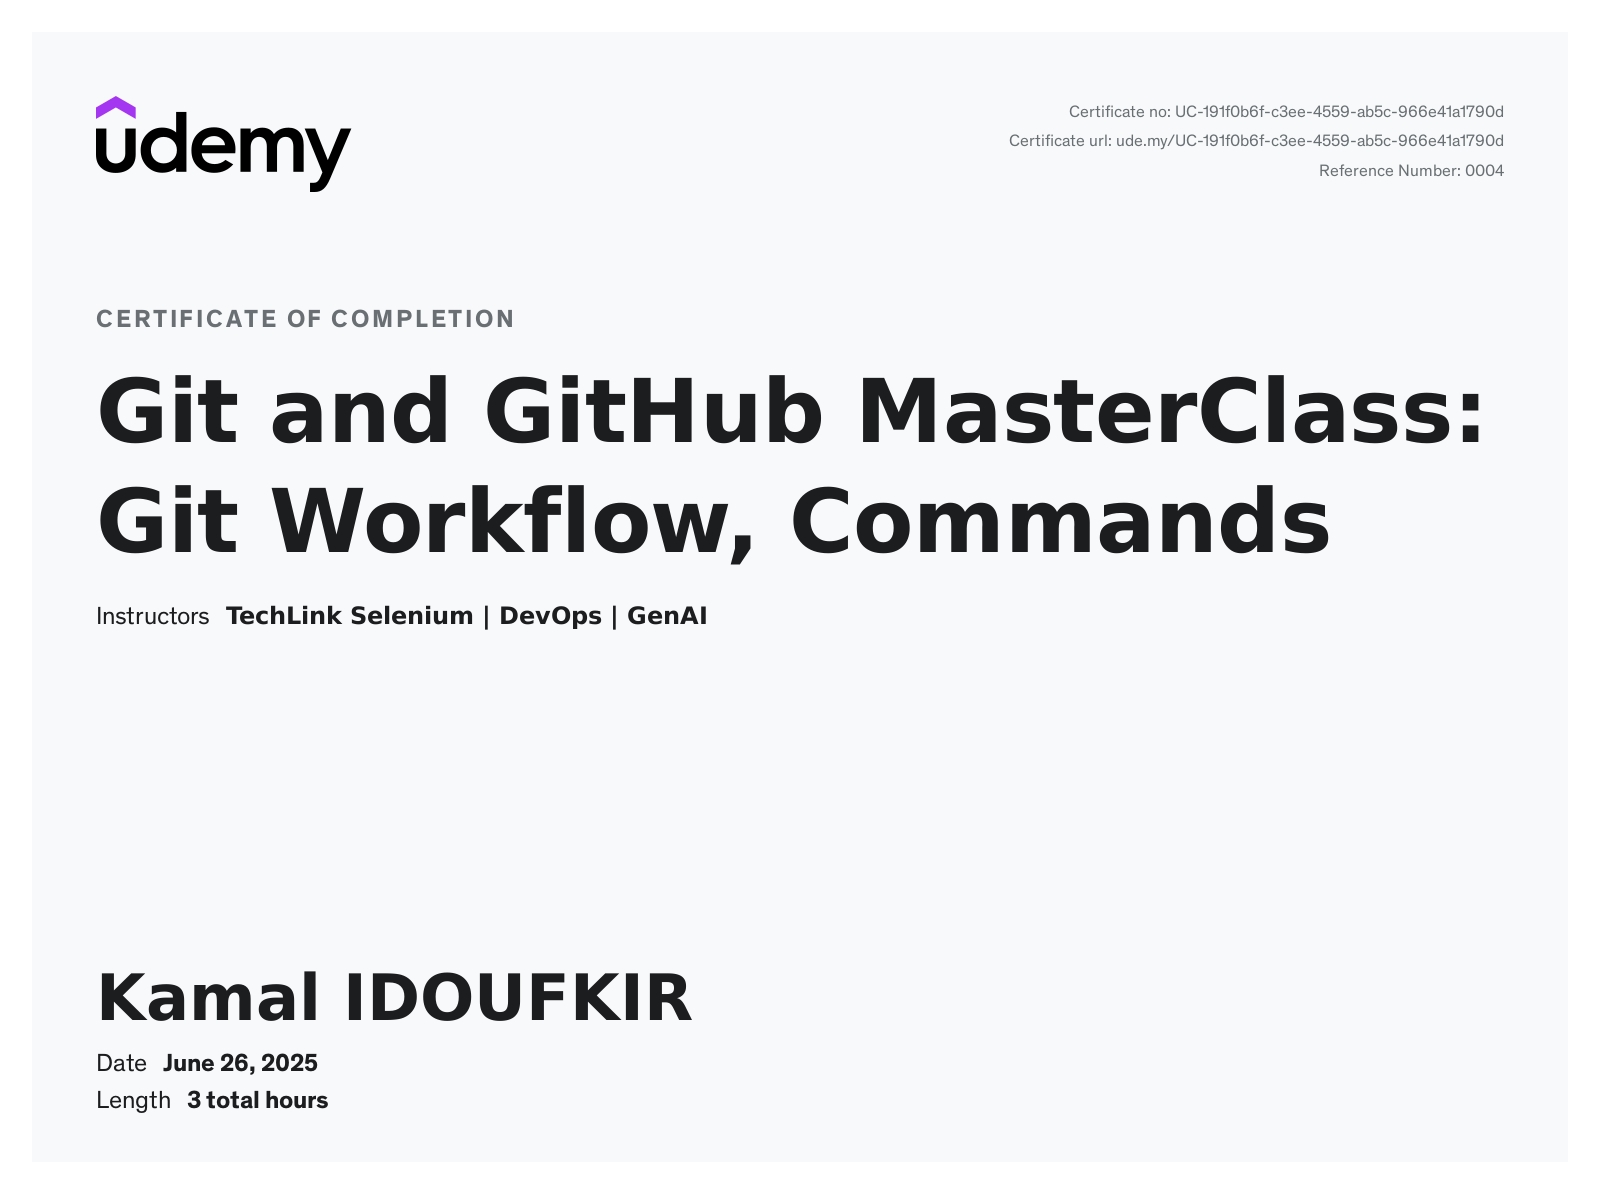 udemy
Certificate no: UC-191f0b6f-c3ee-4559-ab5c-966e41a1790d
Certificate url: ude.my/UC-191f0b6f-c3ee-4559-ab5c-966e41a1790d
Reference Number: 0004
CERTIFICATE OF COMPLETION
Git and GitHub MasterClass:
Git Workflow, Commands
Instructors TechLink Selenium | DevOps | GenAI
Kamal IDOUFKIR
Date June 26, 2025
Length 3 total hours